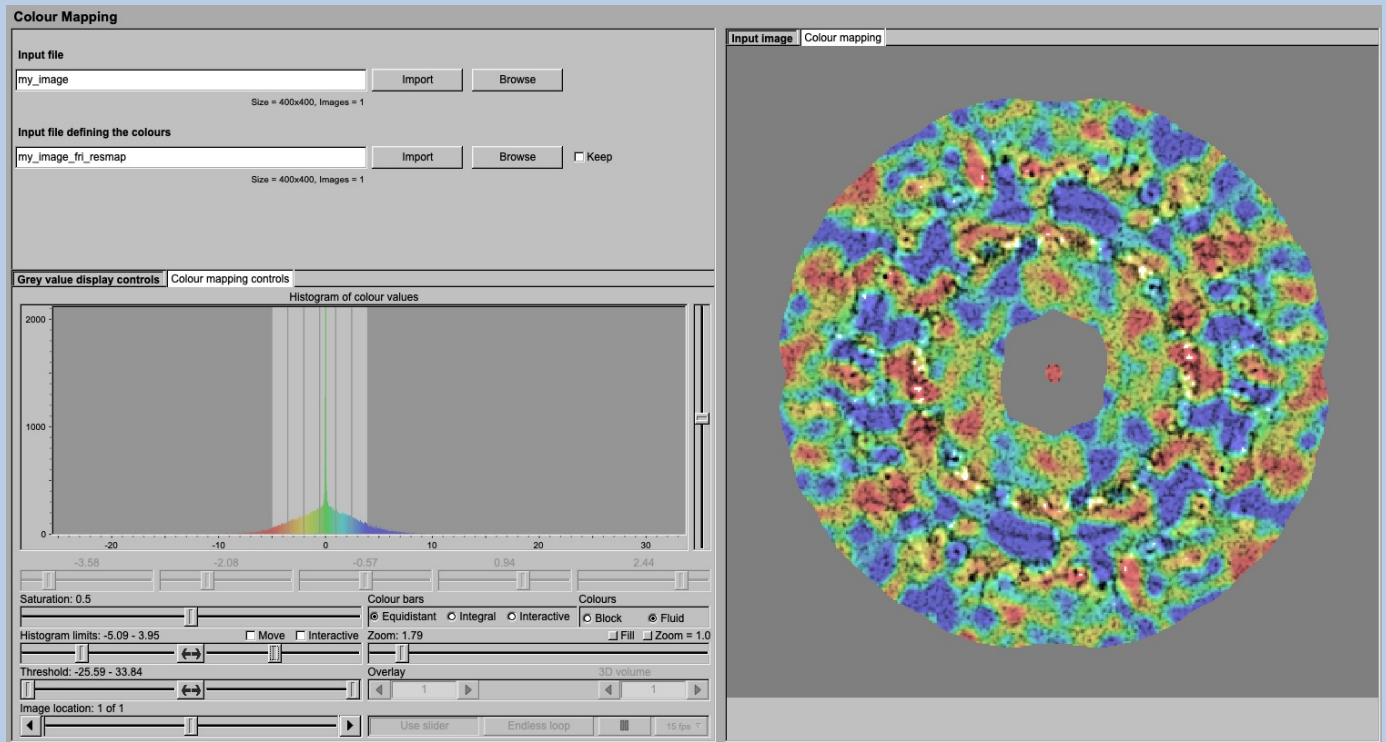 Colour Mapping
Input file
my_image Import Browse
Size = 400x400, Images = 1
Input file defining the colours
my_image_fri_resmap Import Browse Keep
Size = 400x400, Images = 1
Input image Colour mapping
Grey value display controls Colour mapping controls
Histogram of colour values
2000
1000
0
-20 -10 0 10 20 30
-3.58 -2.08 -0.57 0.94 2.44
Saturation: 0.5 Colour bars Colours
Equidistant Integral Interactive Block Fluid
Histogram limits: -5.09 - 3.95 Move Interactive Zoom: 1.79 Fill Zoom = 1.0
Threshold: -25.59 - 33.84 Overlay 3D volume
1 1
Image location: 1 of 1
Use slider Endless loop 15 fps